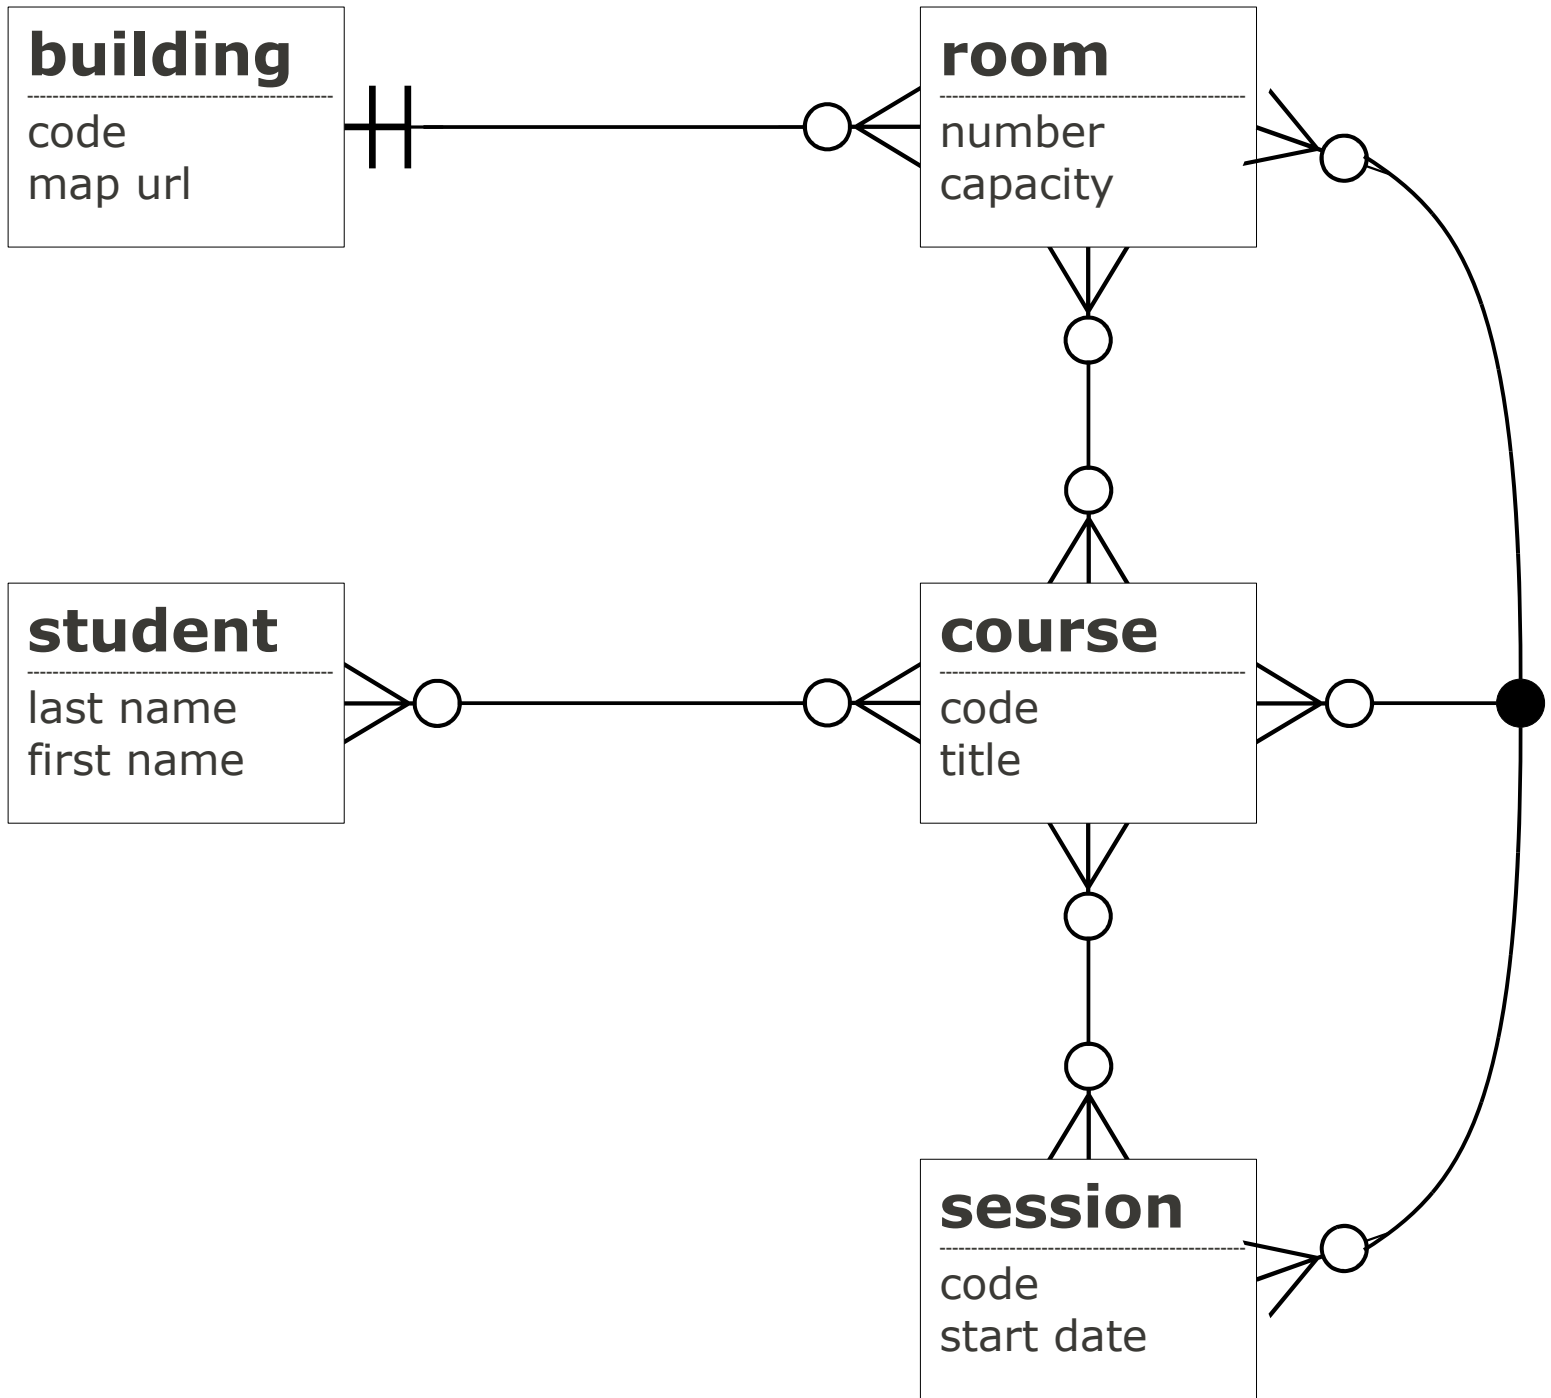 building
code
map url
room
number
capacity
student
last name
first name
course
code
title
session
code
start date